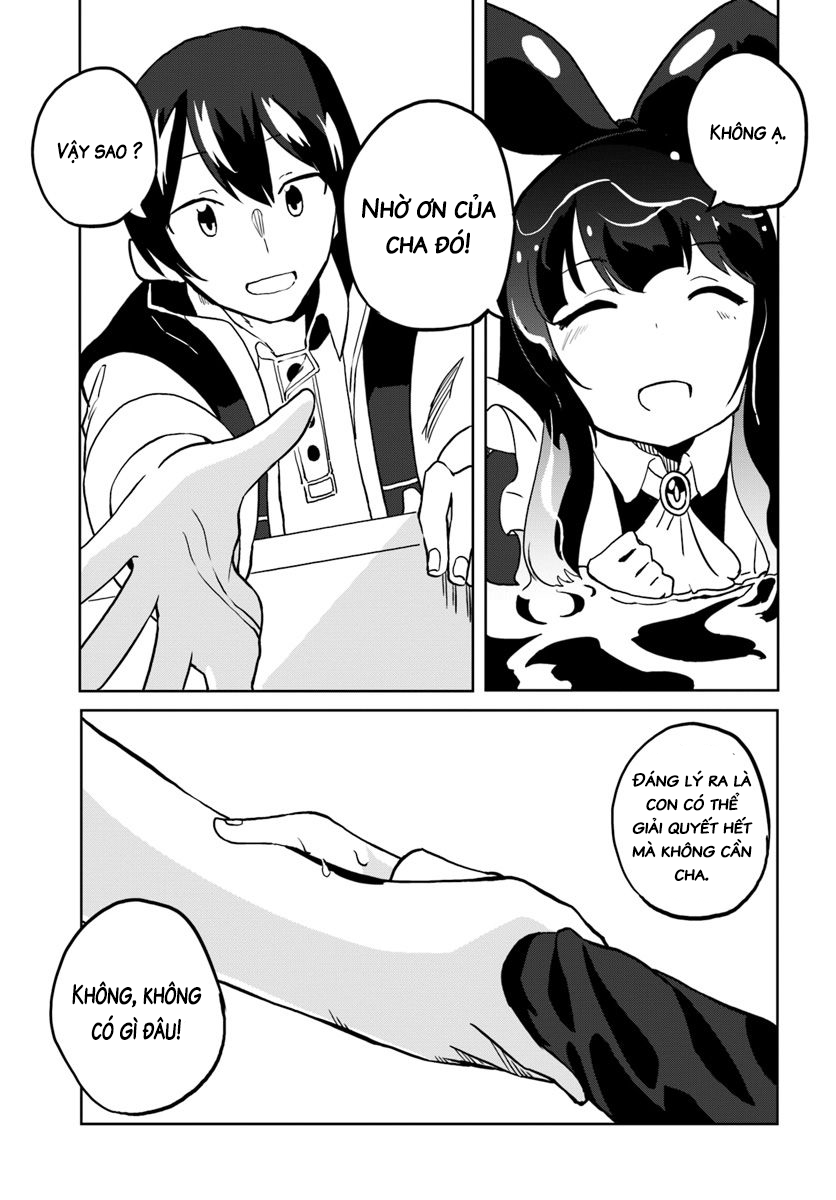 KHÔNG Ạ.
NHỜ ƠN CỦA
CHA ĐÓ!
VẬY SAO ?
ĐÁNG LÝ RA LÀ
CON CÓ THỂ
GIẢI QUYẾT HẾT
MÀ KHÔNG CẦN
CHA.
KHÔNG, KHÔNG
CÓ GÌ ĐÂU!